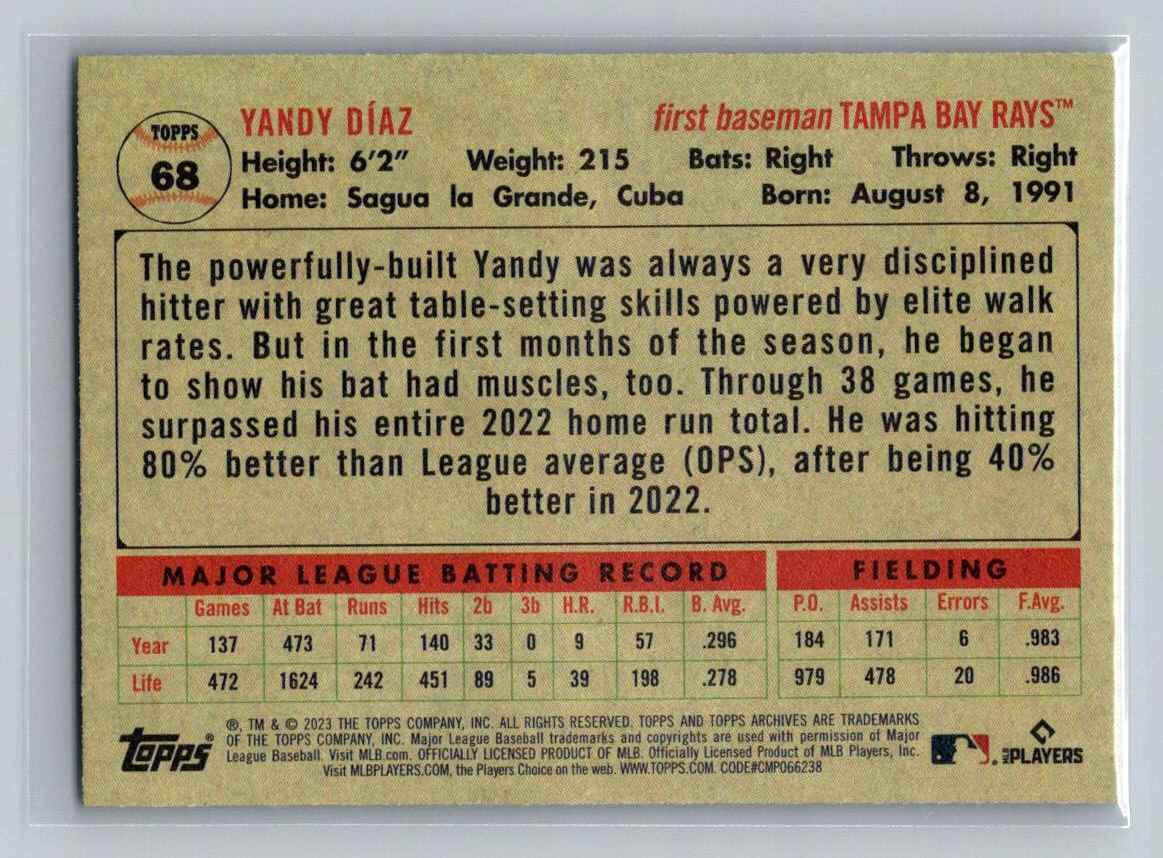 TOPPS
68
YANDY DÍAZ first baseman TAMPA BAY RAYS™
Height: 6'2" Weight: 215 Bats: Right Throws: Right
Home: Sagua la Grande, Cuba Born: August 8, 1991
The powerfully-built Yandy was always a very disciplined
hitter with great table-setting skills powered by elite walk
rates. But in the first months of the season, he began
to show his bat had muscles, too. Through 38 games, he
surpassed his entire 2022 home run total. He was hitting
80% better than League average (OPS), after being 40%
better in 2022.
MAJOR LEAGUE BATTING RECORD FIELDING
Games At Bat Runs Hits 2b 3b H.R. R.B.I. B. Avg. P.O. Assists Errors F.Avg.
Year 137 473 71 140 33 0 9 57 .296 184 171 6 .983
Life 472 1624 242 451 89 5 39 198 .278 979 478 20 .986
topps®
®, TM & © 2023 THE TOPPS COMPANY, INC. ALL RIGHTS RESERVED. TOPPS AND TOPPS ARCHIVES ARE TRADEMARKS
OF THE TOPPS COMPANY, INC. Major League Baseball trademarks and copyrights are used with permission of Major
League Baseball. Visit MLB.com. OFFICIALLY LICENSED PRODUCT OF MLB. Officially Licensed Product of MLB Players, Inc.
Visit MLBPLAYERS.COM, the Players Choice on the web. WWW.TOPPS.COM. CODE#CMP066238
MLB PLAYERS